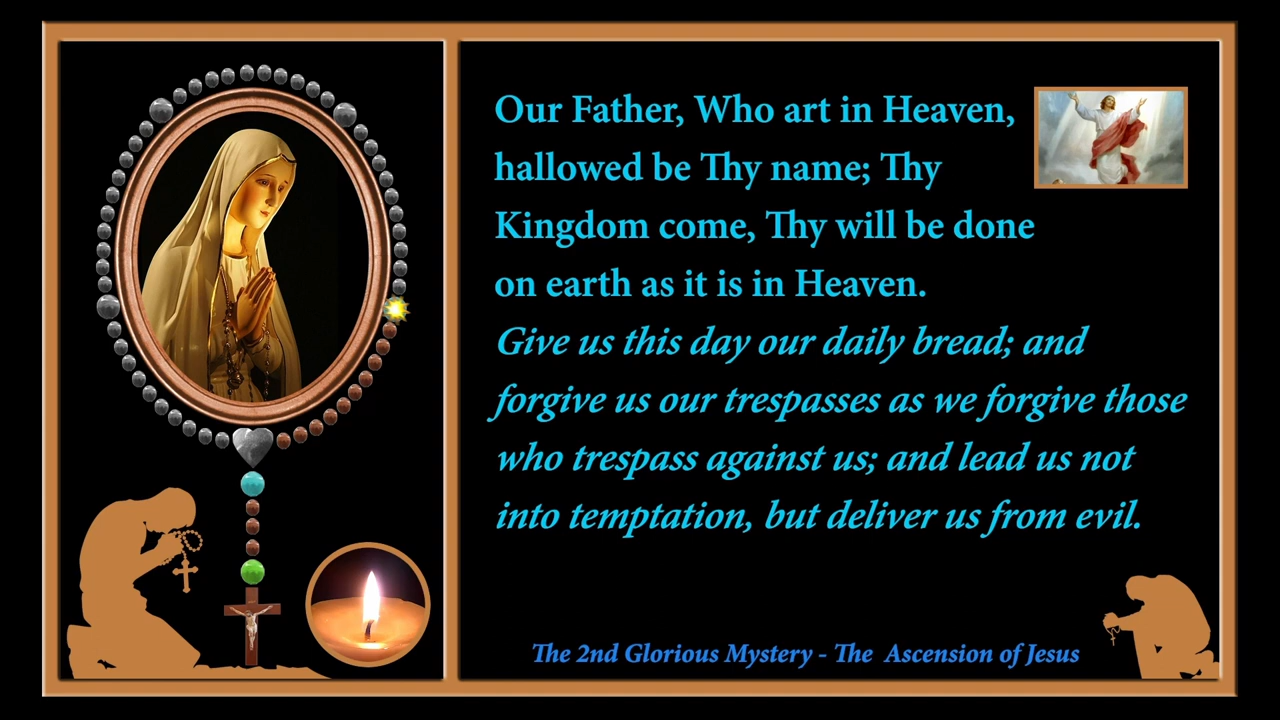 Our Father, Who art in Heaven,
hallowed be Thy name; Thy
Kingdom come, Thy will be done
on earth as it is in Heaven.
Give us this day our daily bread; and
forgive us our trespasses as we forgive those
who trespass against us; and lead us not
into temptation, but deliver us from evil.
The 2nd Glorious Mystery - The Ascension of Jesus